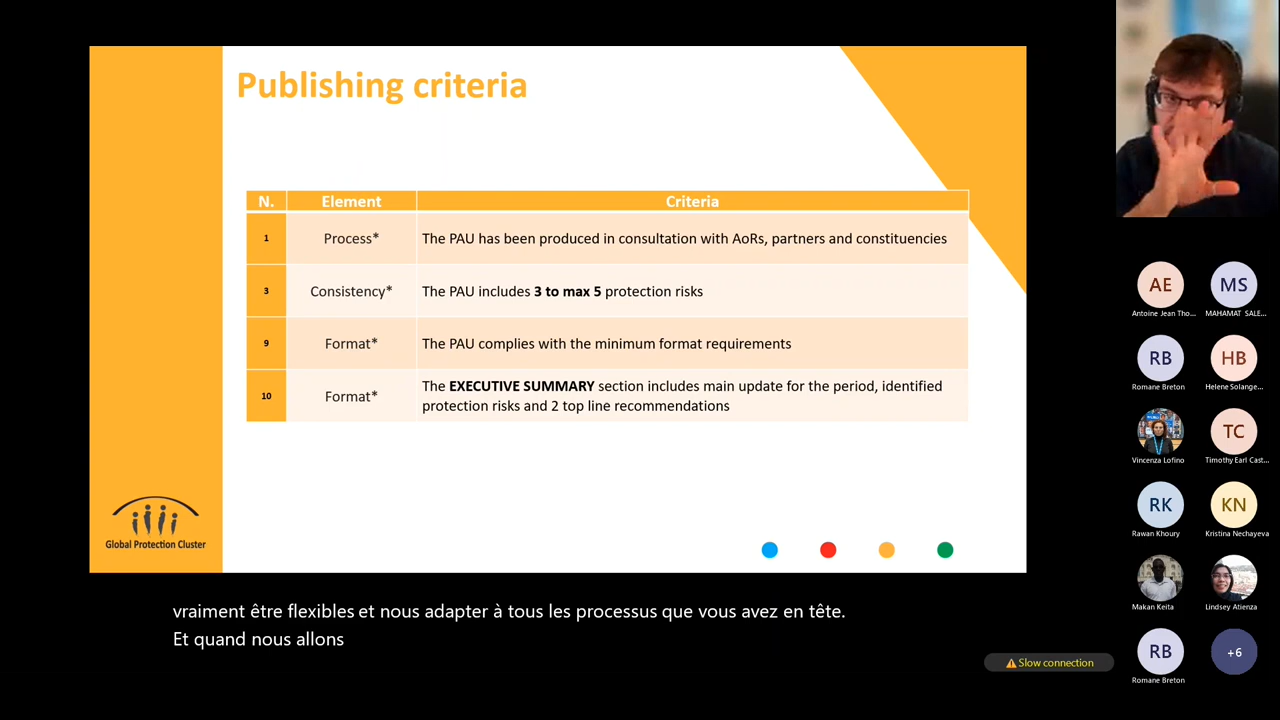 Publishing criteria
N. Element Criteria
1 Process* The PAU has been produced in consultation with AoRs, partners and constituencies
3 Consistency* The PAU includes 3 to max 5 protection risks
9 Format* The PAU complies with the minimum format requirements
10 Format* The EXECUTIVE SUMMARY section includes main update for the period, identified
protection risks and 2 top line recommendations
Global Protection Cluster
vraiment être flexibles et nous adapter à tous les processus que vous avez en tête.
Et quand nous allons
Slow connection
AE MS
Antoine Jean Tho... MAHAMAT SALE...
RB HB
Romane Breton Helene Solange...
TC
Vincenza Lofino Timothy Earl Cast...
RK KN
Rawan Khoury Kristina Nechayeva
Makan Keita Lindsey Atienza
RB +6
Romane Breton